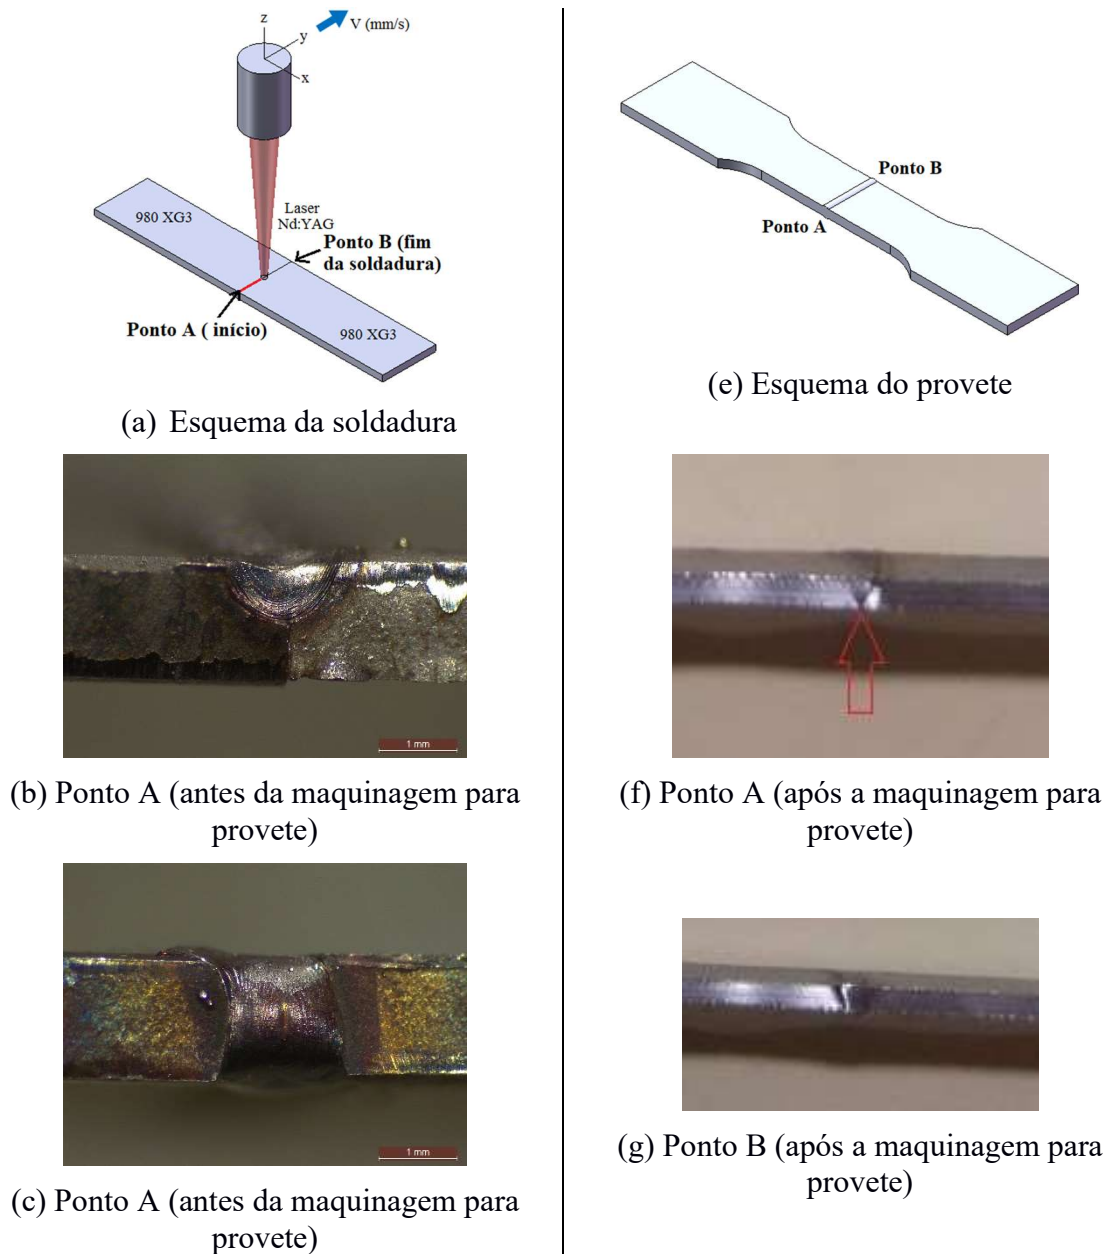 z
y
V (mm/s)
x
980 XG3
Laser
Nd:YAG
Ponto B (fim
da soldadura)
Ponto A ( início)
980 XG3
(a) Esquema da soldadura
1 mm
(b) Ponto A (antes da maquinagem para
provete)
1 mm
(c) Ponto A (antes da maquinagem para
provete)
Ponto B
Ponto A
(e) Esquema do provete
(f) Ponto A (após a maquinagem para
provete)
(g) Ponto B (após a maquinagem para
provete)